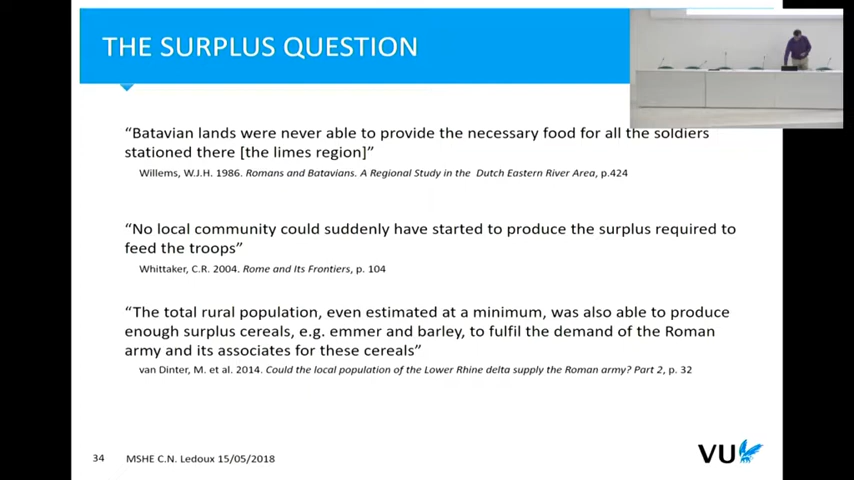 THE SURPLUS QUESTION
“Batavian lands were never able to provide the necessary food for all the soldiers
stationed there [the limes region]”
Willems, W.J.H. 1986. Romans and Batavians. A Regional Study in the Dutch Eastern River Area, p.424
“No local community could suddenly have started to produce the surplus required to
feed the troops”
Whittaker, C.R. 2004. Rome and Its Frontiers, p. 104
“The total rural population, even estimated at a minimum, was also able to produce
enough surplus cereals, e.g. emmer and barley, to fulfil the demand of the Roman
army and its associates for these cereals”
van Dinter, M. et al. 2014. Could the local population of the Lower Rhine delta supply the Roman army? Part 2, p. 32
34 MSHE C.N. Ledoux 15/05/2018
VU